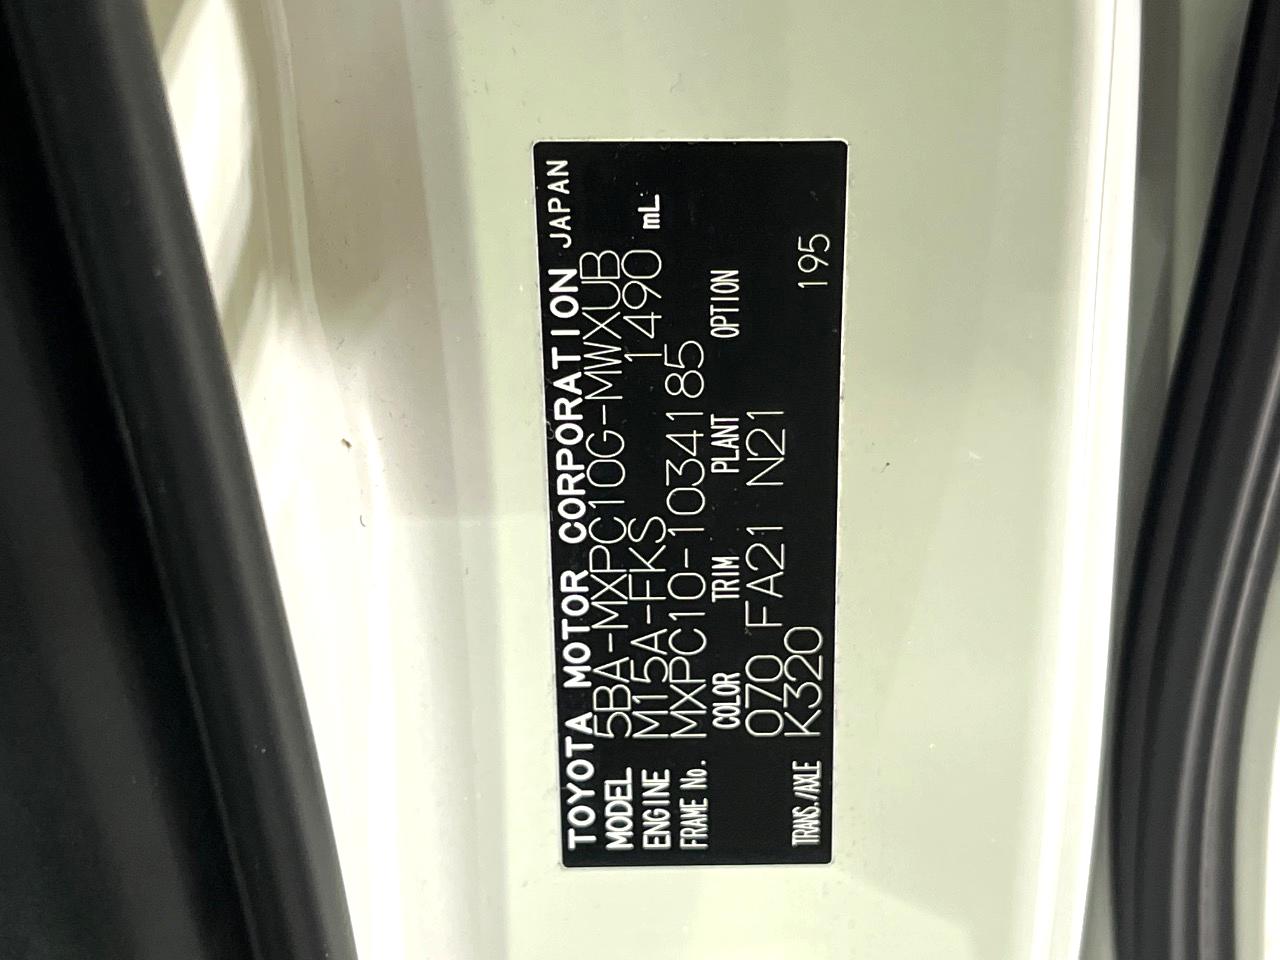 TOYOTA MOTOR CORPORATION JAPAN
MODEL 5BA-MXPC10G-MWXUB
ENGINE M15A-FKS 1490 mL
FRAME No. MXPC10-1034185
COLOR TRIM PLANT OPTION
070 FA21 N21
TRANS./AXLE K320 195